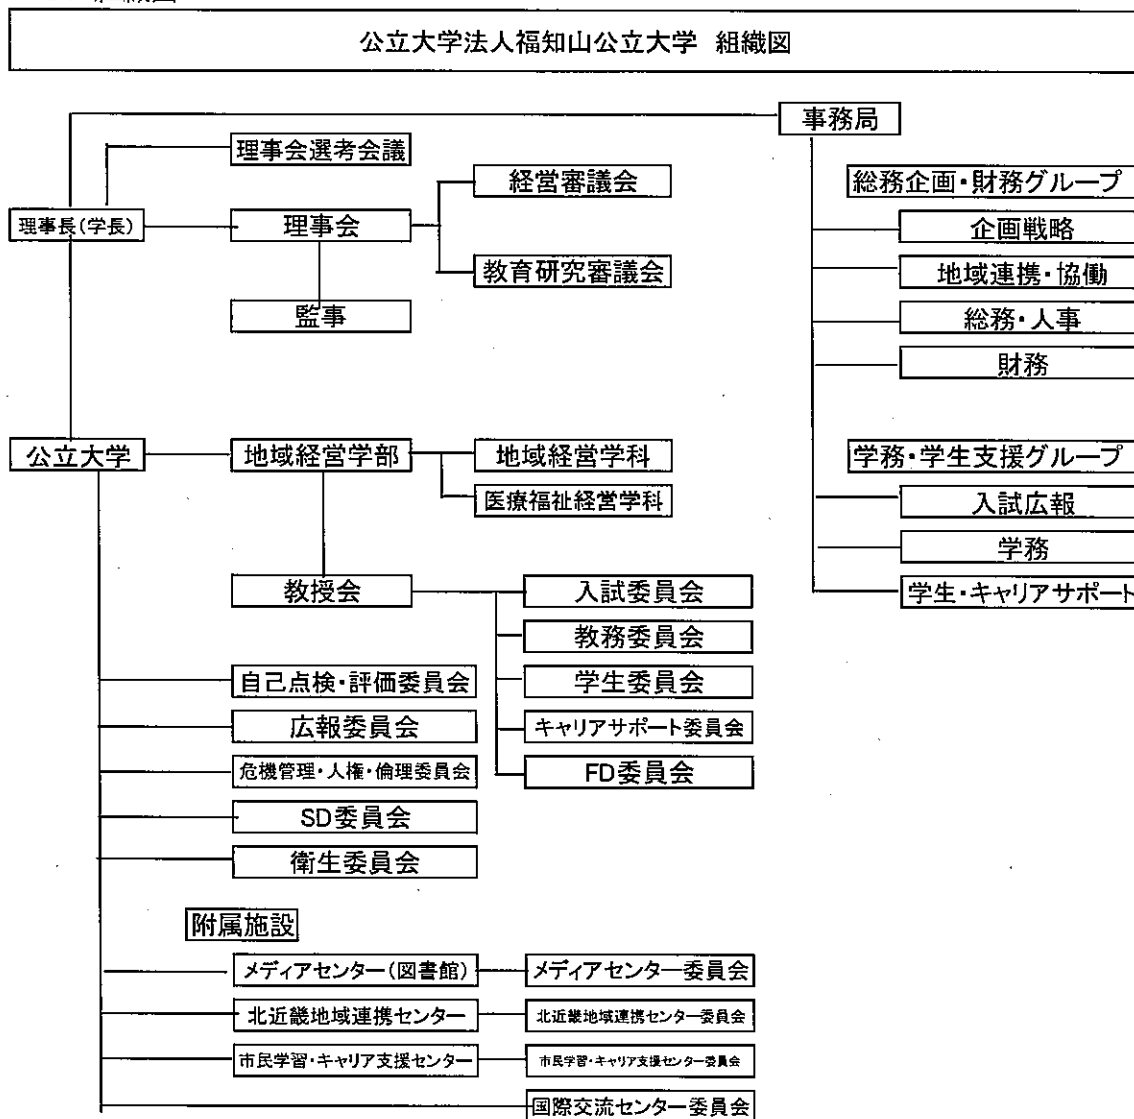 公立大学法人福知山公立大学 組織図
事務局
理事会選考会議
経営審議会
総務企画・財務グループ
理事長(学長)
理事会
企画戦略
教育研究審議会
地域連携・協働
監事
総務・人事
財務
公立大学
地域経営学部
地域経営学科
学務・学生支援グループ
医療福祉経営学科
入試広報
学務
教授会
入試委員会
学生・キャリアサポート
教務委員会
自己点検・評価委員会
学生委員会
広報委員会
キャリアサポート委員会
危機管理・人権・倫理委員会
FD委員会
SD委員会
衛生委員会
附属施設
メディアセンター(図書館)
メディアセンター委員会
北近畿地域連携センター
北近畿地域連携センター委員会
市民学習・キャリア支援センター
市民学習・キャリア支援センター委員会
国際交流センター委員会